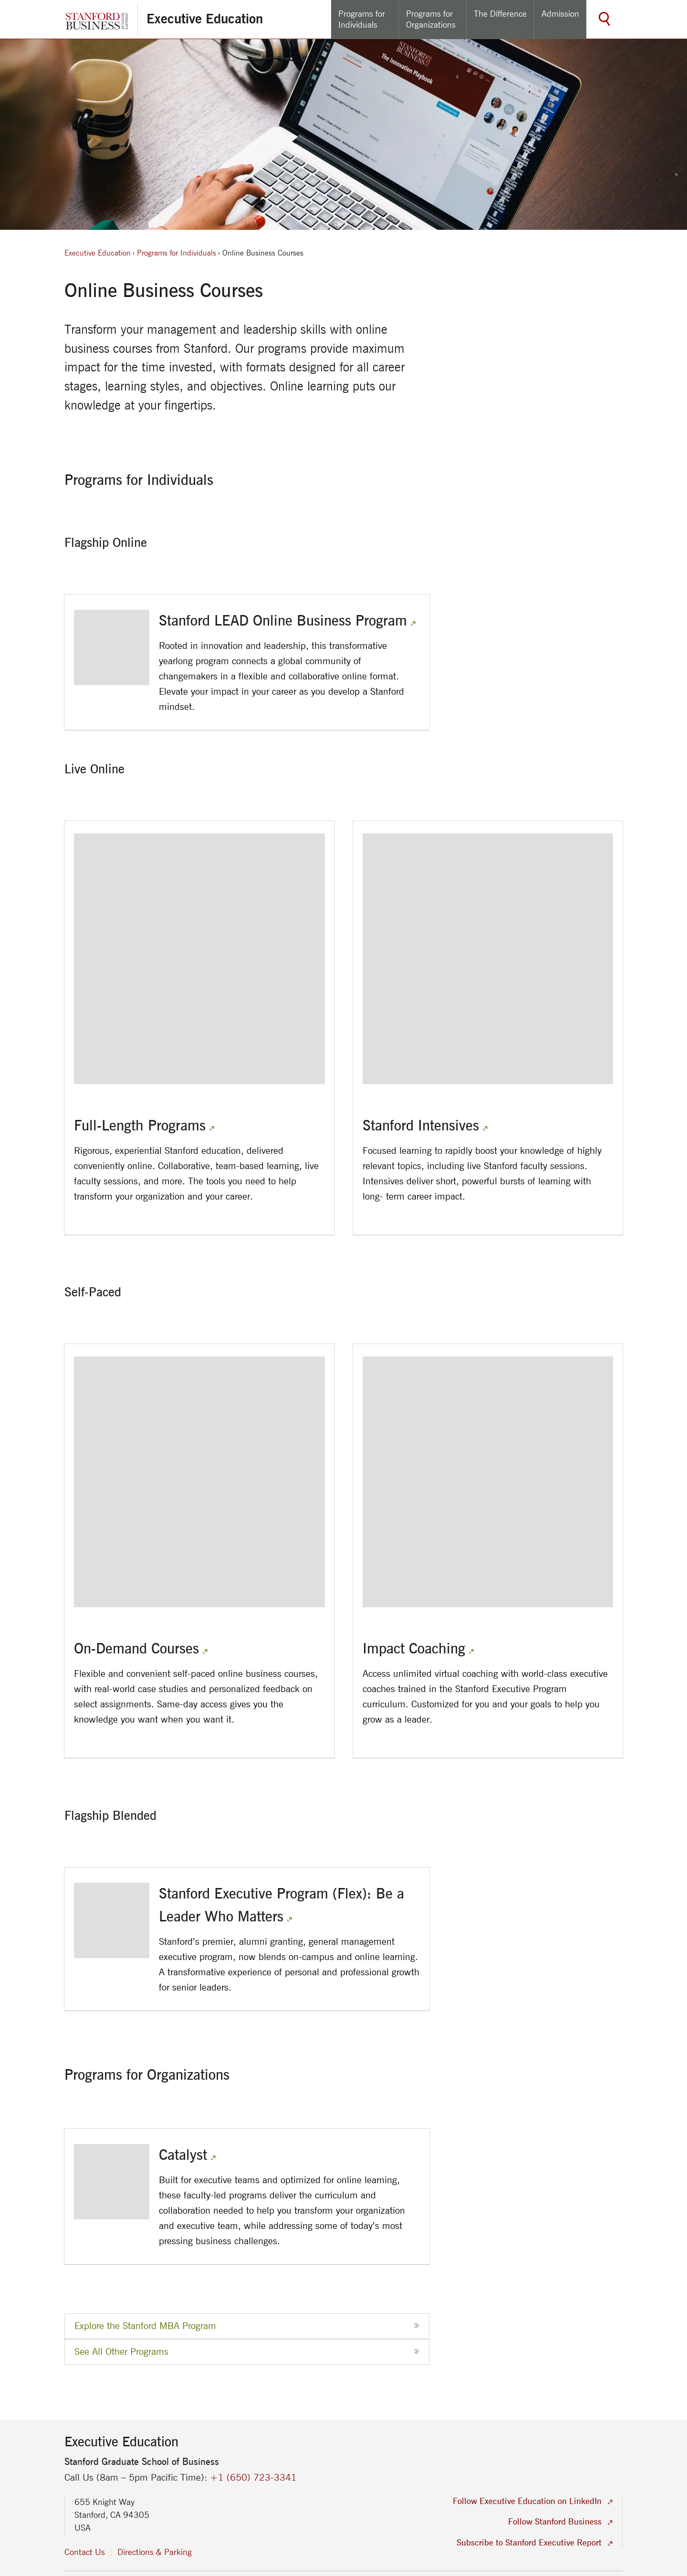 STANFORD
BUSINESS
Executive Education
Programs for
Individuals
Programs for
Organizations
The Difference
Admission
STANFORD
BUSINESS
The Innovation Playbook
Executive Education › Programs for Individuals › Online Business Courses
Online Business Courses
Transform your management and leadership skills with online
business courses from Stanford. Our programs provide maximum
impact for the time invested, with formats designed for all career
stages, learning styles, and objectives. Online learning puts our
knowledge at your fingertips.
Programs for Individuals
Flagship Online
Stanford LEAD Online Business Program
Rooted in innovation and leadership, this transformative
yearlong program connects a global community of
changemakers in a flexible and collaborative online format.
Elevate your impact in your career as you develop a Stanford
mindset.
Live Online
Full-Length Programs
Rigorous, experiential Stanford education, delivered
conveniently online. Collaborative, team-based learning, live
faculty sessions, and more. The tools you need to help
transform your organization and your career.
Stanford Intensives
Focused learning to rapidly boost your knowledge of highly
relevant topics, including live Stanford faculty sessions.
Intensives deliver short, powerful bursts of learning with
long- term career impact.
Self-Paced
On-Demand Courses
Flexible and convenient self-paced online business courses,
with real-world case studies and personalized feedback on
select assignments. Same-day access gives you the
knowledge you want when you want it.
Impact Coaching
Access unlimited virtual coaching with world-class executive
coaches trained in the Stanford Executive Program
curriculum. Customized for you and your goals to help you
grow as a leader.
Flagship Blended
Stanford Executive Program (Flex): Be a
Leader Who Matters
Stanford's premier, alumni granting, general management
executive program, now blends on-campus and online learning.
A transformative experience of personal and professional growth
for senior leaders.
Programs for Organizations
Catalyst
Built for executive teams and optimized for online learning,
these faculty-led programs deliver the curriculum and
collaboration needed to help you transform your organization
and executive team, while addressing some of today's most
pressing business challenges.
Explore the Stanford MBA Program
See All Other Programs
Executive Education
Stanford Graduate School of Business
Call Us (8am – 5pm Pacific Time): +1 (650) 723-3341
655 Knight Way
Stanford, CA 94305
USA
Contact Us
Directions & Parking
Follow Executive Education on LinkedIn
Follow Stanford Business
Subscribe to Stanford Executive Report